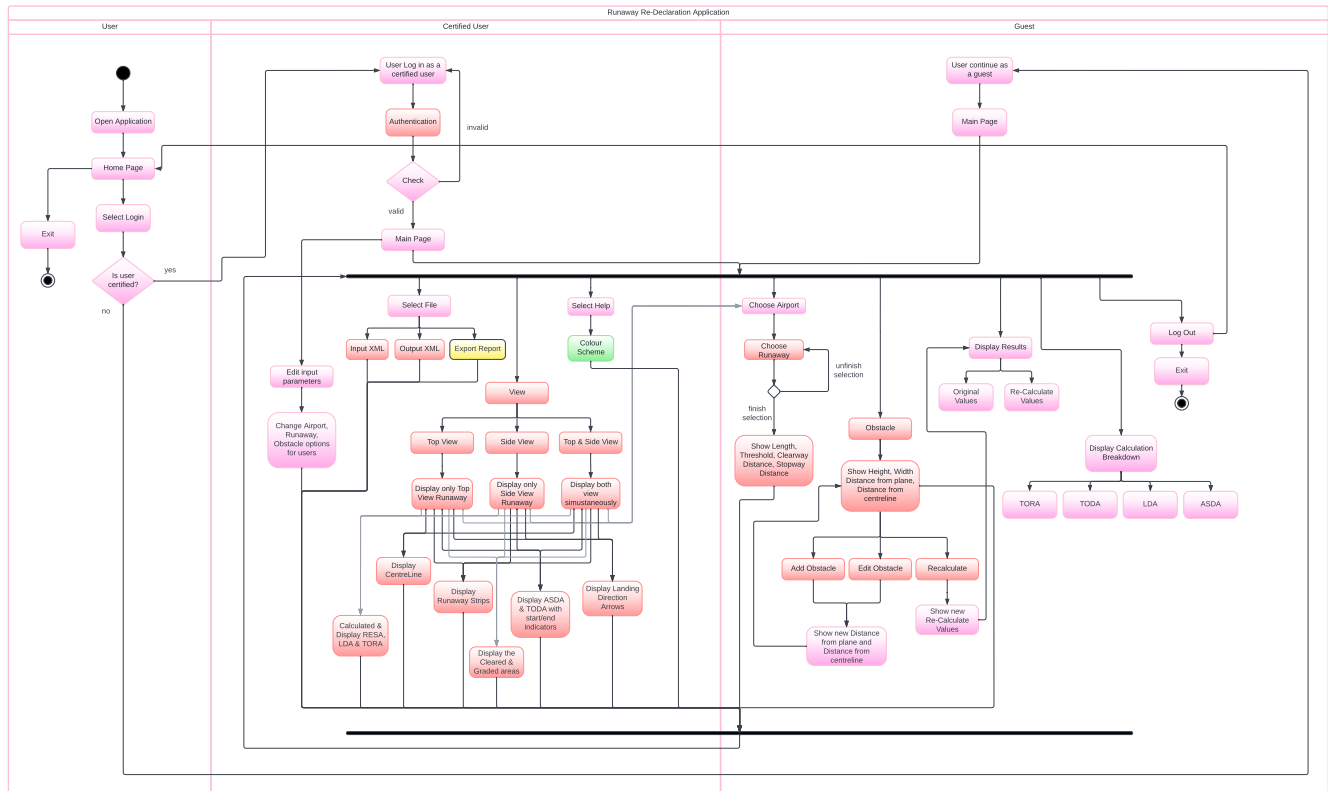 Runaway Re-Declaration Application
User
Certified User
Guest
User Log in as a
certified user
User continue as
a guest
Open Application
Authentication
Main Page
invalid
Home Page
Check
Select Login
valid
Exit
Main Page
Is user
certified?
yes
no
Select File
Select Help
Choose Airport
Input XML
Output XML
Export Report
Colour
Scheme
Choose
Runaway
unfinish
selection
finish
selection
Display Results
Log Out
Exit
Original
Values
Re-Calculate
Values
Edit input
parameters
View
Change Airport,
Runaway,
Obstacle options
for users
Top View
Side View
Top & Side View
Obstacle
Show Length,
Threshold, Clearway
Distance, Stopway
Distance
Show Height, Width
Distance from plane,
Distance from
centreline
Display Calculation
Breakdown
Display only Top
View Runaway
Display only
Side View
Runaway
Display both
view
simustaneously
TORA
TODA
LDA
ASDA
Display
CentreLine
Display
Runaway Strips
Display ASDA
& TODA with
start/end
indicators
Display Landing
Direction
Arrows
Add Obstacle
Edit Obstacle
Recalculate
Calculated &
Display RESA,
LDA & TORA
Display the
Cleared &
Graded areas
Show new Distance
from plane and
Distance from
centreline
Show new
Re-Calculate
Values